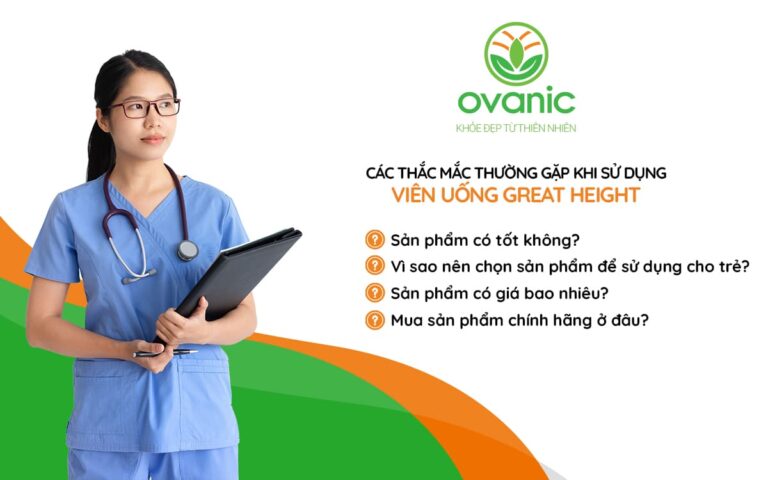 ovanic
KHỎE ĐẸP TỪ THIÊN NHIÊN
CÁC THẮC MẮC THƯỜNG GẶP KHI SỬ DỤNG
VIÊN UỐNG GREAT HEIGHT
? Sản phẩm có tốt không?
? Vì sao nên chọn sản phẩm để sử dụng cho trẻ?
? Sản phẩm có giá bao nhiêu?
? Mua sản phẩm chính hãng ở đâu?